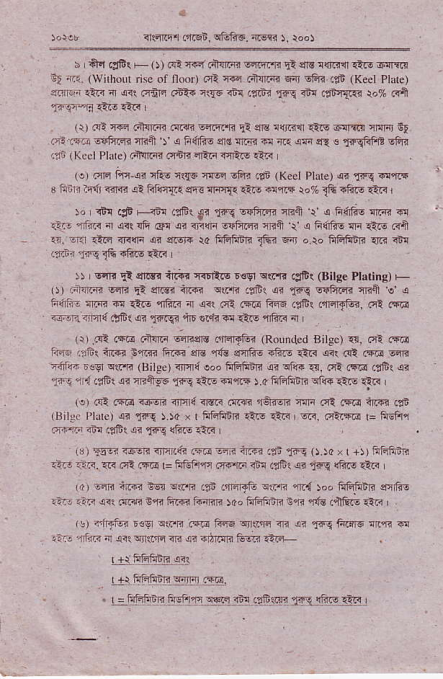 ১০২৩৮ বাংলাদেশ গেজেট, অতিরিক্ত, নভেম্বর ১, ২০০১
৯। কীল প্লেটিং।—(১) যেই সকল নৌযানের তলদেশের দুই প্রান্ত মধ্যরেখা হইতে ক্রমান্বয়ে
উচু নহে, (Without rise of floor) সেই সকল নৌযানের জন্য তলির প্লেট (Keel Plate)
প্রয়োজন হইবে না এবং সেন্ট্রাল স্টেইক সংযুক্ত বটম প্লেটের পুরুত্ব বটম প্লেটসমূহের ২০% বেশী
পুরুত্বসম্পন্ন হইতে হইবে।
(২) যেই সকল নৌযানের মেঝের তলদেশের দুই প্রান্ত মধ্যরেখা হইতে ক্রমান্বয়ে সামান্য উচু
সেই ক্ষেত্রে তফসিলের সারণী '১' এ নির্ধারিত প্রাপ্ত মানের কম নহে এমন প্রস্থ ও পুরুত্ববিশিষ্ট তলির
প্লেট (Keel Plate) নৌযানের সেন্টার লাইনে বসাইতে হইবে।
(৩) সোল পিস-এর সহিত সংযুক্ত সমতল তলির প্লেট (Keel Plate) এর পুরুত্ব কমপক্ষে
৪ মিটার দৈর্ঘ্য বরাবর এই বিধিসমূহে প্রদত্ত মানসমূহ হইতে কমপক্ষে ২০% বৃদ্ধি করিতে হইবে।
১০। বটম প্লেট।—বটম প্লেটিং এর পুরুত্ব তফসিলের সারণী '২' এ নির্ধারিত মানের কম
হইতে পারিবে না এবং যদি ফ্রেম এর ব্যবধান তফসিলের সারণী '২' এ নির্ধারিত মান হইতে বেশী
হয়, তাহা হইলে ব্যবধান এর প্রত্যেক ২৫ মিলিমিটার বৃদ্ধির জন্য ০.২০ মিলিমিটার হারে বটম
প্লেটের পুরুত্ব বৃদ্ধি করিতে হইবে।
১১। তলার দুই প্রান্তের বাঁকের সবচাইতে চওড়া অংশের প্লেটিং (Bilge Plating)।—
(১) নৌযানের তলার দুই প্রান্তের বাঁকের অংশের প্লেটিং এর পুরুত্ব তফসিলের সারণী '৩' এ
নির্ধারিত মানের কম হইতে পারিবে না এবং সেই ক্ষেত্রে বিলজ প্লেটিং গোলাকৃতির, সেই ক্ষেত্রে
বক্রতার ব্যাসার্ধ প্লেটিং এর পুরুত্বের পাঁচ গুণের কম হইতে পারিবে না।
(২) যেই ক্ষেত্রে নৌযানে তলারপ্রান্ত গোলাকৃতির (Rounded Bilge) হয়, সেই ক্ষেত্রে
বিলজ প্লেটিং বাঁকের উপরের দিকের প্রান্ত পর্যন্ত প্রসারিত করিতে হইবে এবং যেই ক্ষেত্রে তলার
সর্বাধিক চওড়া অংশের (Bilge) ব্যাসার্ধ ৩০০ মিলিমিটার এর অধিক হয়, সেই ক্ষেত্রে প্লেটিং এর
পুরুত্ব পার্শ্ব প্লেটিং এর সারণীভুক্ত পুরুত্ব হইতে কমপক্ষে ১.৫ মিলিমিটার অধিক হইতে হইবে।
(৩) যেই ক্ষেত্রে বক্রতার ব্যাসার্ধ বাস্তবে মেঝের গভীরতার সমান সেই ক্ষেত্রে বাঁকের প্লেট
(Bilge Plate) এর পুরুত্ব ১.১৫ × t মিলিমিটার হইতে হইবে। তবে, সেইক্ষেত্রে t= মিডশিপ
সেকশনে বটম প্লেটিং এর পুরুত্ব ধরিতে হইবে।
(৪) ক্ষুদ্রতর বক্রতার ব্যাসার্ধের ক্ষেত্রে তলার বাঁকের প্লেট পুরুত্ব (১.১৫ × t +১) মিলিমিটার
হইতে হইবে, হবে সেই ক্ষেত্রে t= মিডশিপস সেকশনে বটম প্লেটিং এর পুরুত্ব ধরিতে হইবে।
(৫) তলার বাঁকের উভয় অংশের প্লেট গোলাকৃতি অংশের পার্শ্বে ১০০ মিলিমিটার প্রসারিত
হইতে হইবে এবং মেঝের উপর দিকের কিনারার ১৫০ মিলিমিটার উপর পর্যন্ত পৌঁছিতে হইবে।
(৬) বর্গাকৃতির চওড়া অংশের ক্ষেত্রে বিলজ অ্যাংগেল বার এর পুরুত্ব নিম্নোক্ত মাপের কম
হইতে পারিবে না এবং অ্যাংগেল বার এর কাঠামোর ভিতরে হইলে—
t +২ মিলিমিটার এবং
t +২ মিলিমিটার অন্যান্য ক্ষেত্রে,
t = মিলিমিটার মিডশিপস অঞ্চলে বটম প্লেটিংয়ের পুরুত্ব ধরিতে হইবে।